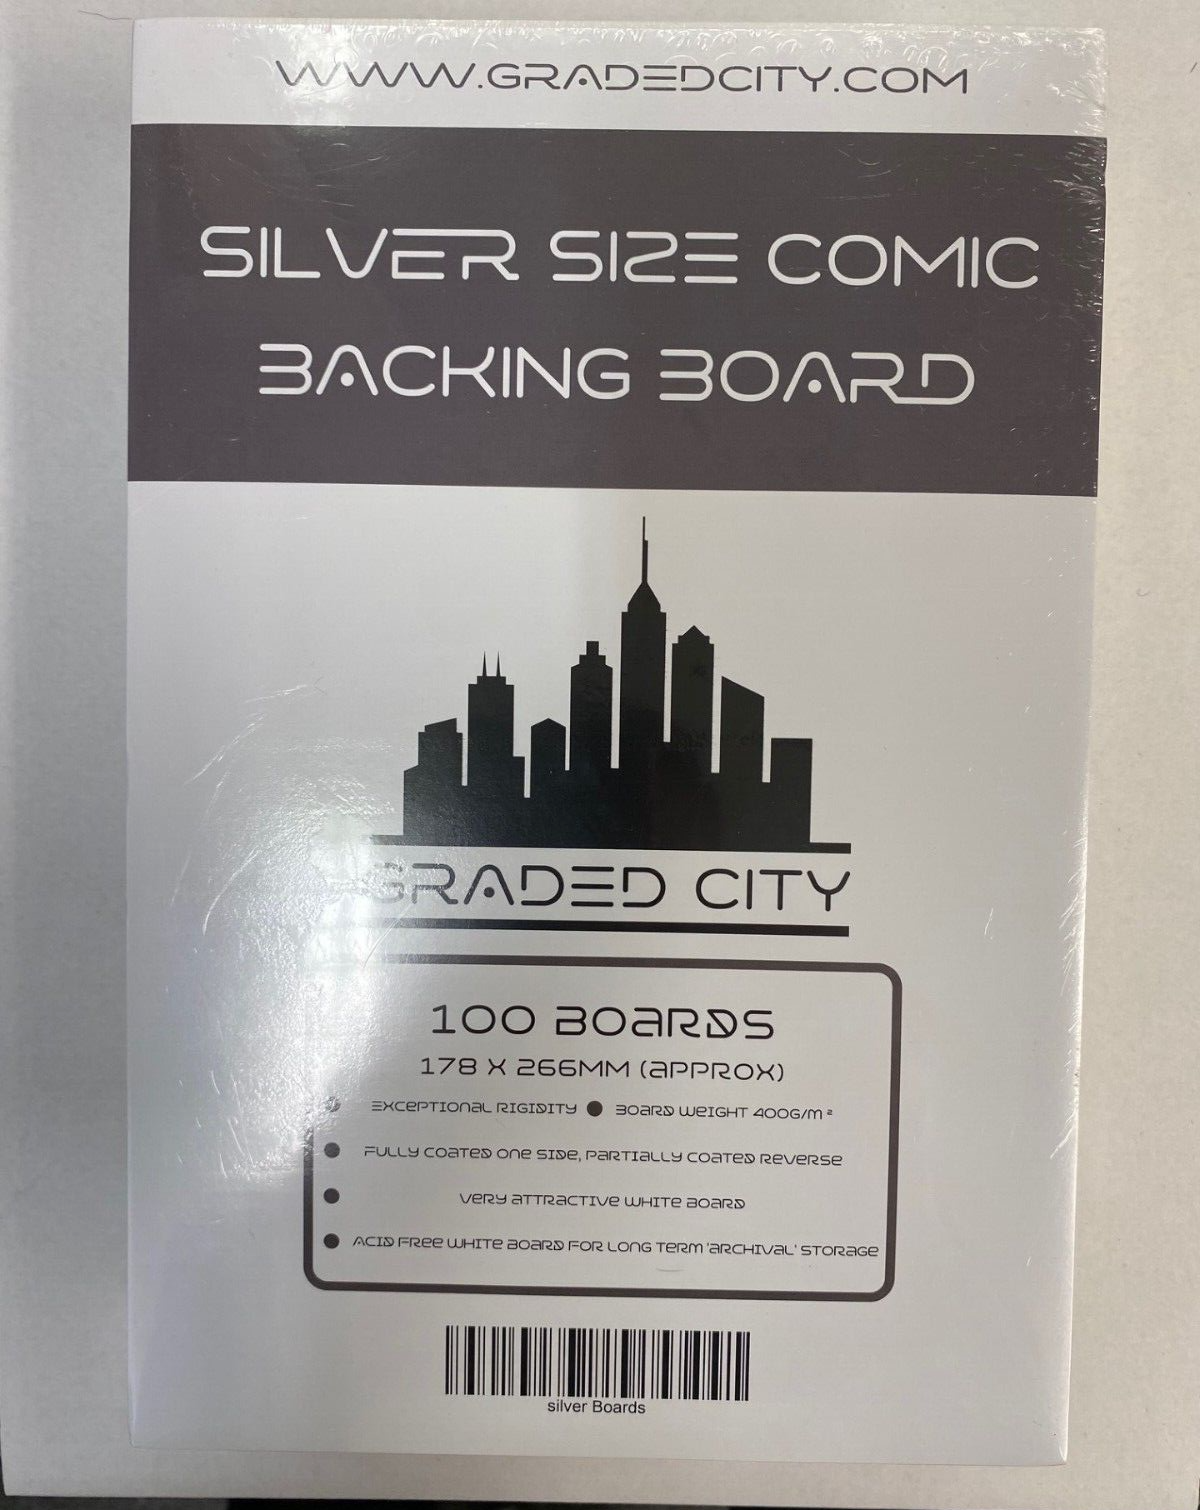 WWW.GRADEDCITY.COM
SILVER SIZE COMIC
BACKING BOARD
GRADED CITY
100 BOARDS
178 X 266MM (APPROX)
EXCEPTIONAL RIGIDITY ● BOARD WEIGHT 400G/M²
FULLY COATED ONE SIDE, PARTIALLY COATED REVERSE
VERY ATTRACTIVE WHITE BOARD
ACID FREE WHITE BOARD FOR LONG TERM 'ARCHIVAL' STORAGE
silver Boards